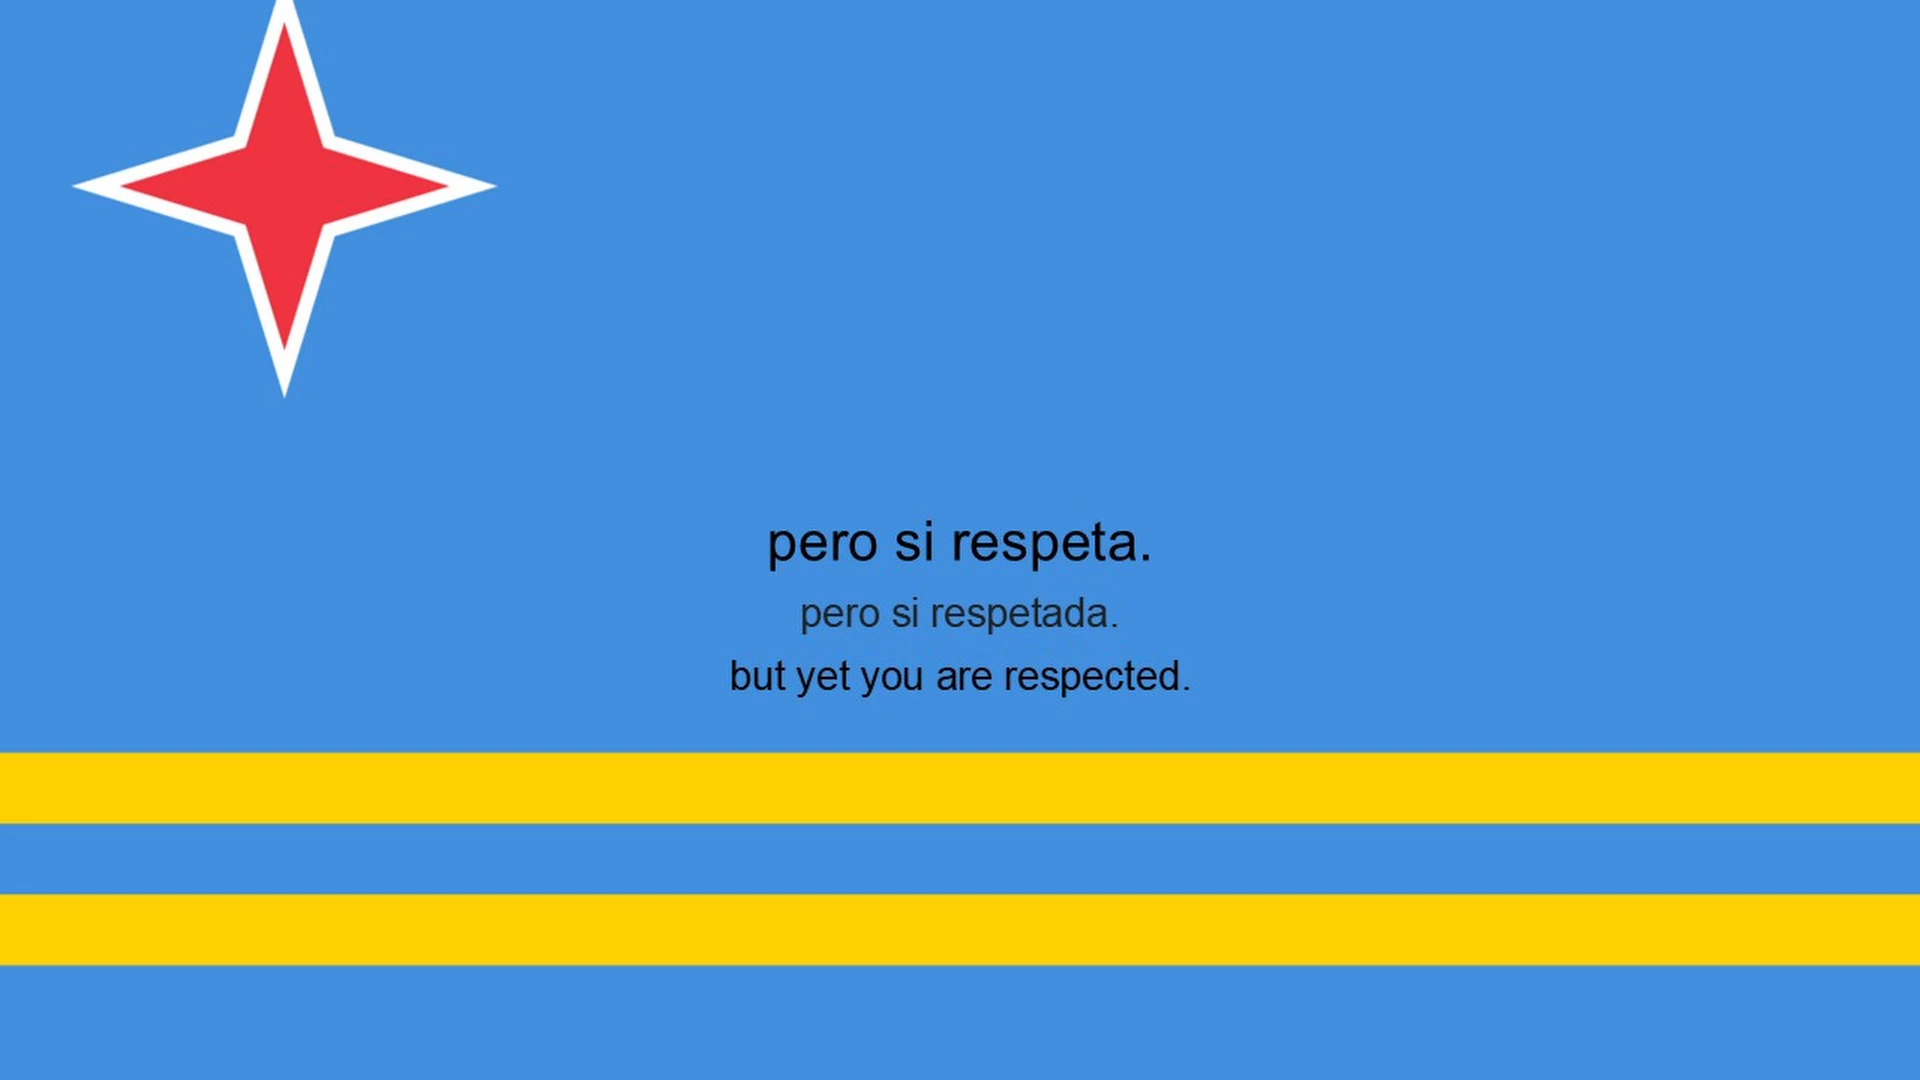 pero si respeta.
pero si respetada.
but yet you are respected.